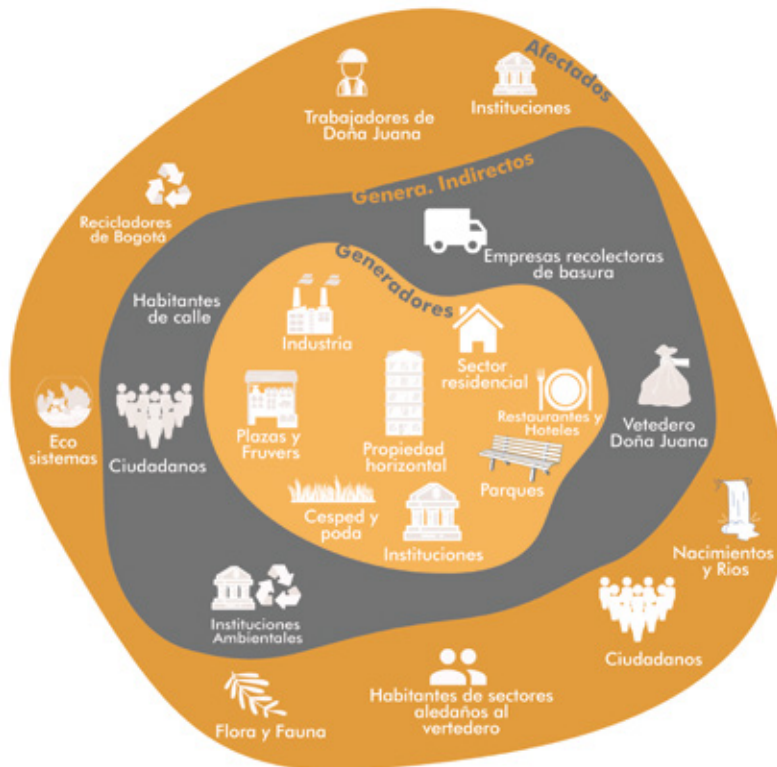 Afectados
Trabajadores de
Doña Juana
Instituciones
Recicladores
de Bogotá
Eco
sistemas
Flora y Fauna
Habitantes de sectores
aledaños al
vertedero
Ciudadanos
Nacimientos
y Rios
Genera. Indirectos
Empresas recolectoras
de basura
Habitantes
de calle
Ciudadanos
Vetedero
Doña Juana
Instituciones
Ambientales
Generadores
Industria
Sector
residencial
Plazas y
Fruvers
Propiedad
horizontal
Restaurantes y
Hoteles
Parques
Cesped y
poda
Instituciones